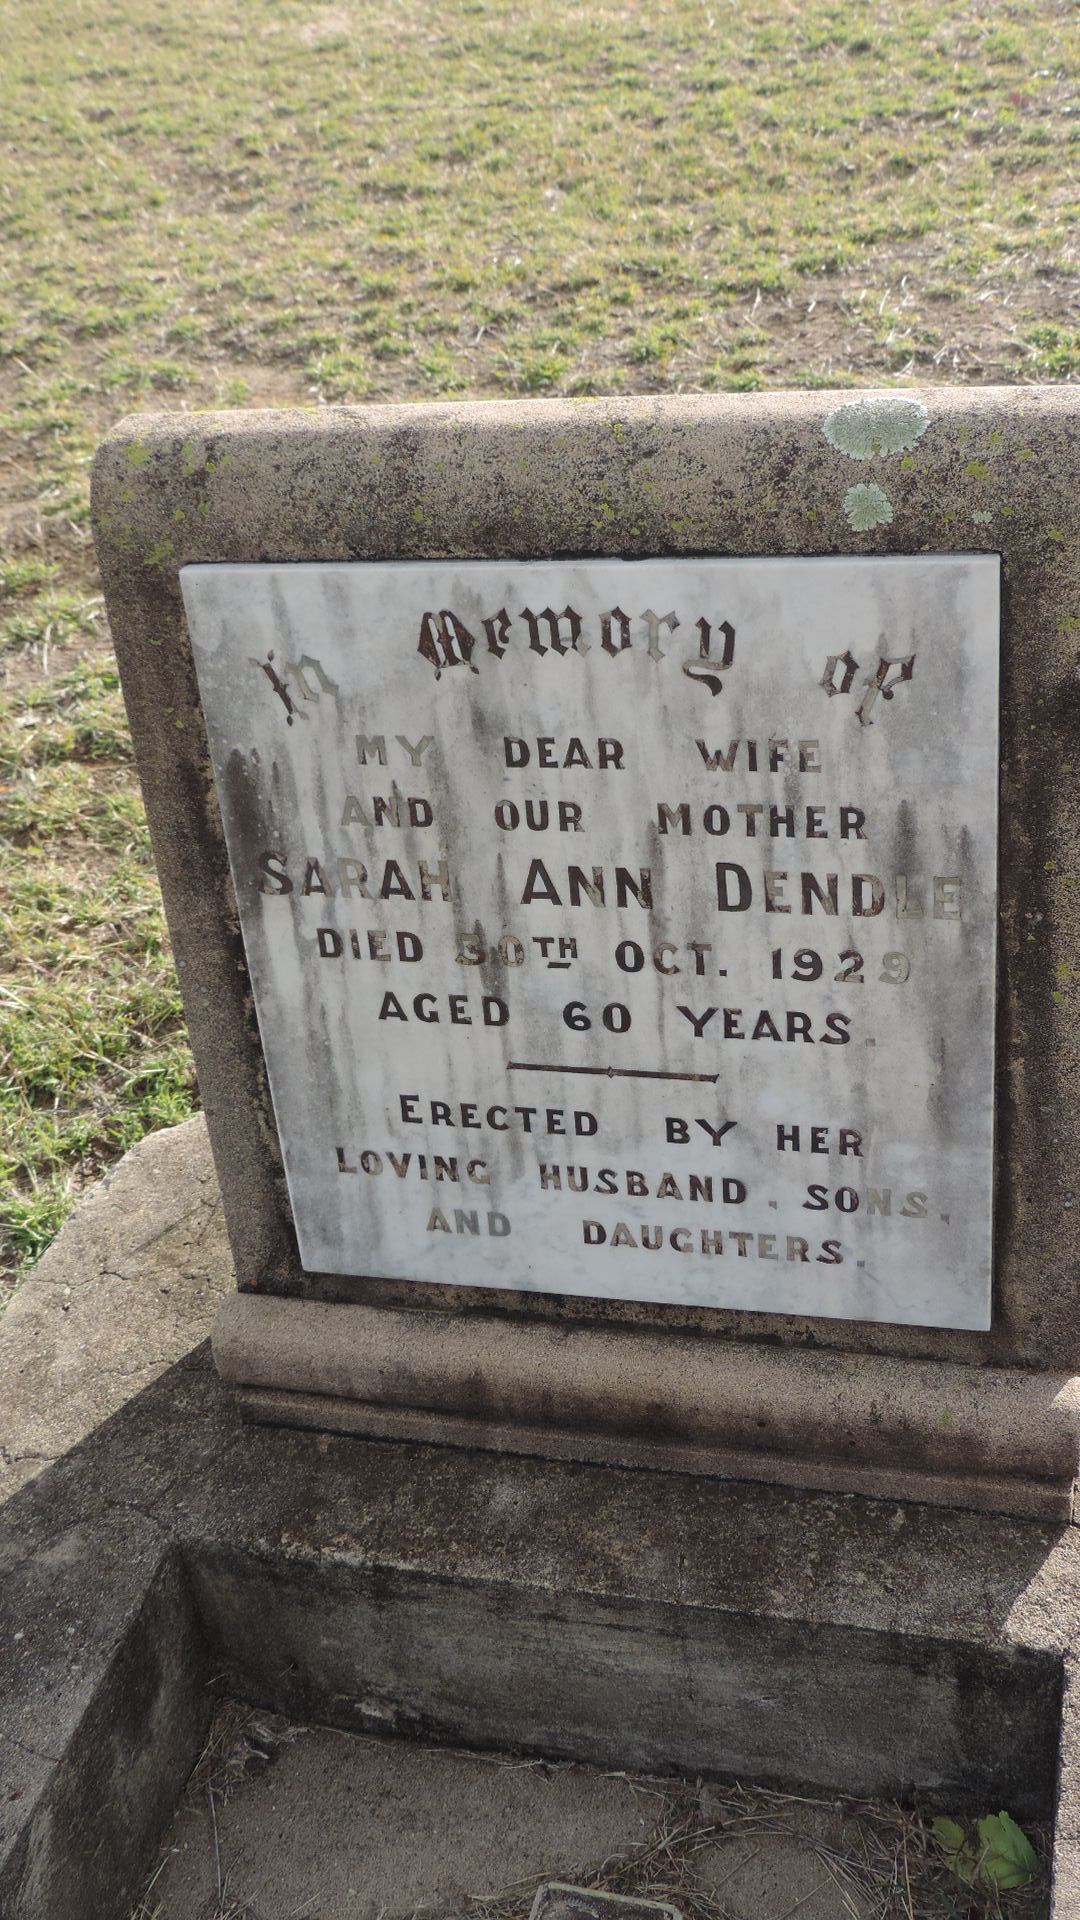 In Memory of
MY DEAR WIFE
AND OUR MOTHER
SARAH ANN DENDLE
DIED 30TH OCT. 1929
AGED 60 YEARS.
ERECTED BY HER
LOVING HUSBAND, SONS,
AND DAUGHTERS.